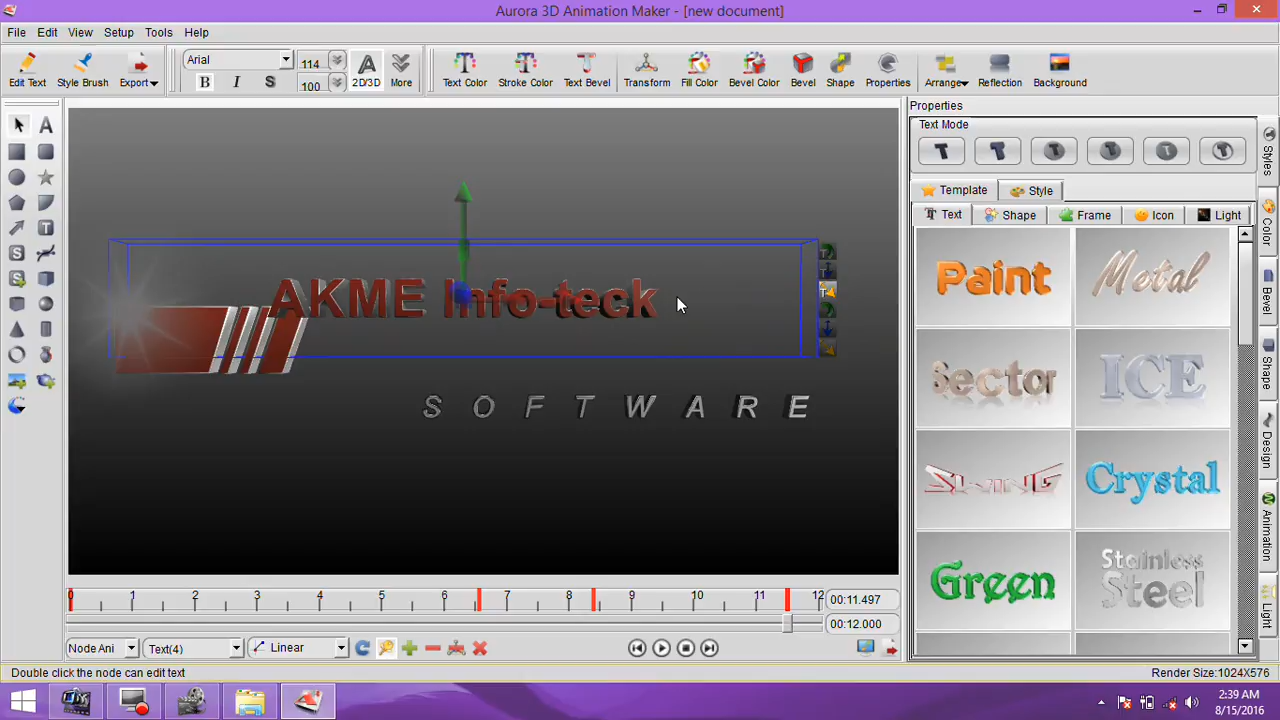 Aurora 3D Animation Maker - [new document]
File Edit View Setup Tools Help
Edit Text Style Brush Export
Arial 114
B I S 100 2D/3D More
Text Color Stroke Color Text Bevel
Transform Fill Color Bevel Color Bevel Shape Properties
Arrange Reflection Background
Properties
Text Mode
Template Style
Text Shape Frame Icon Light
Paint Metal
Sector ICE
SWING Crystal
Green Stainless Steel
Styles
Color
Bevel
Shape
Design
Animation
Light
AKME Info-teck
SOFTWARE
0 1 2 3 4 5 6 7 8 9 10 11 12 00:11.497
00:12.000
Node Ani Text(4) Linear
Double click the node can edit text Render Size:1024X576
2:39 AM
8/15/2016